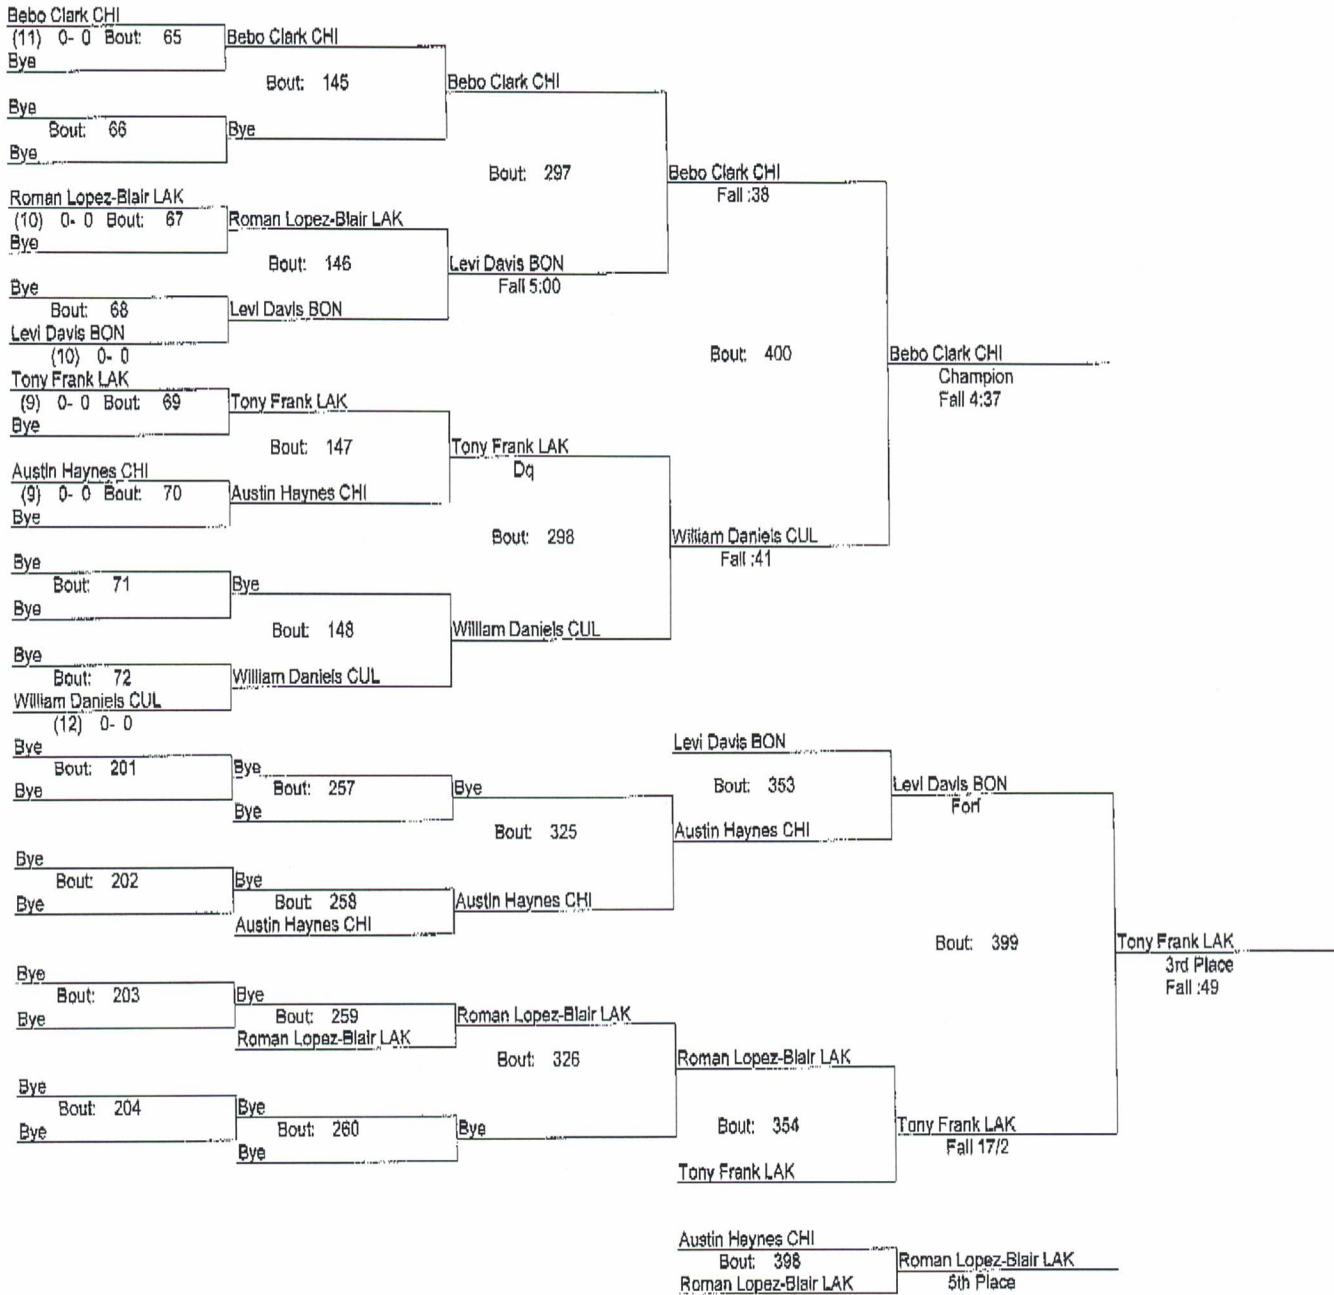 Bebo Clark CHI
(11) 0- 0 Bout: 65
Bye
Bebo Clark CHI
Bout: 145
Bebo Clark CHI
Bye
Bout: 66
Bye
Bye
Bout: 297
Bebo Clark CHI
Fall :38
Roman Lopez-Blair LAK
(10) 0- 0 Bout: 67
Bye
Roman Lopez-Blair LAK
Bout: 146
Levi Davis BON
Fall 5:00
Bye
Bout: 68
Levi Davis BON
Levi Davis BON
(10) 0- 0
Bout: 400
Bebo Clark CHI
Champion
Fall 4:37
Tony Frank LAK
(9) 0- 0 Bout: 69
Bye
Tony Frank LAK
Bout: 147
Tony Frank LAK
Dq
Austin Haynes CHI
(9) 0- 0 Bout: 70
Bye
Austin Haynes CHI
Bout: 298
William Daniels CUL
Fall :41
Bye
Bout: 71
Bye
Bye
Bout: 148
William Daniels CUL
Bye
Bout: 72
William Daniels CUL
William Daniels CUL
(12) 0- 0
Bye
Bout: 201
Bye
Bye
Bout: 257
Bye
Bye
Bout: 325
Levi Davis BON
Bout: 353
Austin Haynes CHI
Levi Davis BON
Forf
Bye
Bout: 202
Bye
Bye
Bout: 258
Austin Haynes CHI
Austin Haynes CHI
Bout: 399
Tony Frank LAK
3rd Place
Fall :49
Bye
Bout: 203
Bye
Bye
Bout: 259
Roman Lopez-Blair LAK
Roman Lopez-Blair LAK
Bout: 326
Roman Lopez-Blair LAK
Bye
Bout: 204
Bye
Bye
Bout: 260
Bye
Bye
Bout: 354
Tony Frank LAK
Tony Frank LAK
Fall 17/2
Austin Haynes CHI
Bout: 398
Roman Lopez-Blair LAK
Roman Lopez-Blair LAK
5th Place